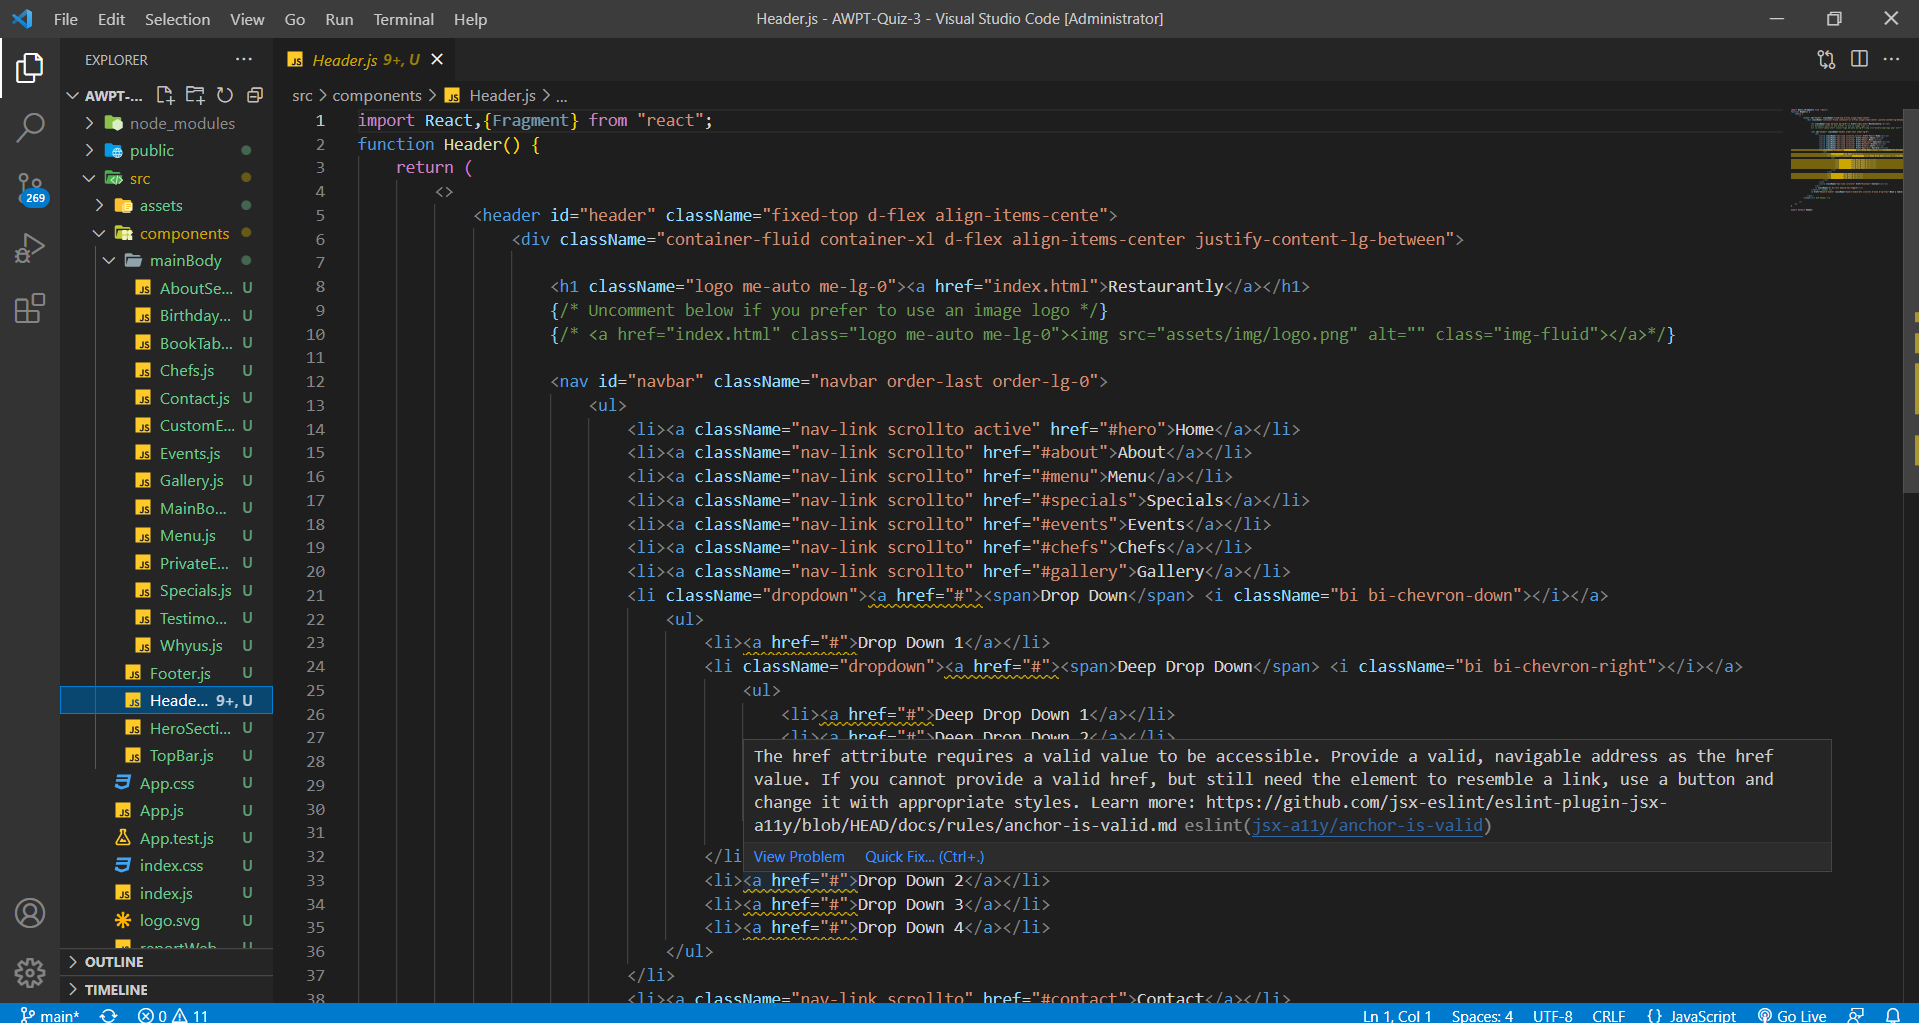 File Edit Selection View Go Run Terminal Help
Header.js - AWPT-Quiz-3 - Visual Studio Code [Administrator]
EXPLORER
AWPT-...
node_modules
public
src
assets
components
mainBody
AboutSe... U
Birthday... U
BookTab... U
Chefs.js U
Contact.js U
CustomE... U
Events.js U
Gallery.js U
MainBo... U
Menu.js U
PrivateE... U
Specials.js U
Testimo... U
Whyus.js U
Footer.js U
Heade... 9+, U
HeroSecti... U
TopBar.js U
App.css U
App.js U
App.test.js U
index.css U
index.js U
logo.svg U
reportWeb... U
OUTLINE
TIMELINE
269
Header.js 9+, U
src > components > Header.js > ...
1 import React,{Fragment} from "react";
2 function Header() {
3 return (
4 <>
5 <header id="header" className="fixed-top d-flex align-items-cente">
6 <div className="container-fluid container-xl d-flex align-items-center justify-content-lg-between">
7
8 <h1 className="logo me-auto me-lg-0"><a href="index.html">Restaurantly</a></h1>
9 {/* Uncomment below if you prefer to use an image logo */}
10 {/* <a href="index.html" class="logo me-auto me-lg-0"><img src="assets/img/logo.png" alt="" class="img-fluid"></a>*/}
11
12 <nav id="navbar" className="navbar order-last order-lg-0">
13 <ul>
14 <li><a className="nav-link scrollto active" href="#hero">Home</a></li>
15 <li><a className="nav-link scrollto" href="#about">About</a></li>
16 <li><a className="nav-link scrollto" href="#menu">Menu</a></li>
17 <li><a className="nav-link scrollto" href="#specials">Specials</a></li>
18 <li><a className="nav-link scrollto" href="#events">Events</a></li>
19 <li><a className="nav-link scrollto" href="#chefs">Chefs</a></li>
20 <li><a className="nav-link scrollto" href="#gallery">Gallery</a></li>
21 <li className="dropdown"><a href="#"><span>Drop Down</span> <i className="bi bi-chevron-down"></i></a>
22 <ul>
23 <li><a href="#">Drop Down 1</a></li>
24 <li className="dropdown"><a href="#"><span>Deep Drop Down</span> <i className="bi bi-chevron-right"></i></a>
25 <ul>
26 <li><a href="#">Deep Drop Down 1</a></li>
27 <li><a href="#">Deep Drop Down 2</a></li>
28
29
30
31
The href attribute requires a valid value to be accessible. Provide a valid, navigable address as the href
value. If you cannot provide a valid href, but still need the element to resemble a link, use a button and
change it with appropriate styles. Learn more: https://github.com/jsx-eslint/eslint-plugin-jsx-
a11y/blob/HEAD/docs/rules/anchor-is-valid.md eslint(jsx-a11y/anchor-is-valid)
View Problem Quick Fix... (Ctrl+.)
32 </li
33 <li><a href="#">Drop Down 2</a></li>
34 <li><a href="#">Drop Down 3</a></li>
35 <li><a href="#">Drop Down 4</a></li>
36 </ul>
37 </li>
38 <li><a className="nav-link scrollto" href="#contact">Contact</a></li>
main* 0 11
Ln 1, Col 1 Spaces: 4 UTF-8 CRLF {} JavaScript Go Live